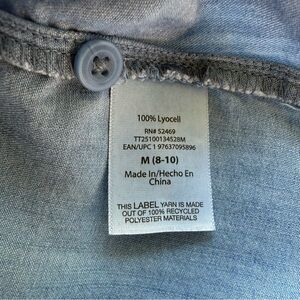 100% Lyocell
RN# 52469
TT25100134528M
EAN/UPC 1 97637095896
M (8-10)
Made In/Hecho En
China
THIS LABEL YARN IS MADE
OUT OF 100% RECYCLED
POLYESTER MATERIALS